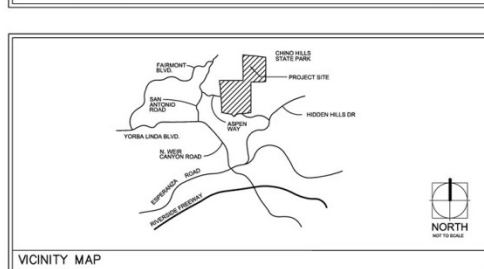 CHINO HILLS
STATE PARK
FAIRMONT
BLVD.
PROJECT SITE
SAN
ANTONIO
ROAD
HIDDEN HILLS DR
ASPEN
WAY
YORBA LINDA BLVD.
N. WEIR
CANYON ROAD
ESPERANZA ROAD
RIVERSIDE FREEWAY
NORTH
NOT TO SCALE
VICINITY MAP